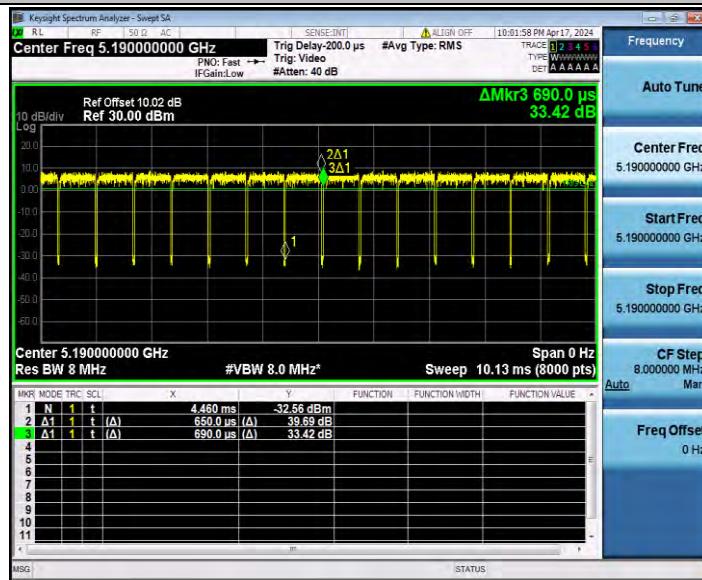 Keysight Spectrum Analyzer - Swept SA
RL RF 50 Ω AC SENSE:INT ALIGN OFF 10:01:58 PM Apr 17, 2024
Center Freq 5.190000000 GHz
PNO: Fast
IFGain:Low
Trig Delay-200.0 µs
Trig: Video
#Atten: 40 dB
#Avg Type: RMS
TRACE 1 2 3 4 5 6
TYPE W
DET A A A A A A
ΔMkr3 690.0 µs
33.42 dB
Ref Offset 10.02 dB
10 dB/div Ref 30.00 dBm
Log
20.0
10.0
0.00
-10.0
-20.0
-30.0
-40.0
-50.0
-60.0
2Δ1
3Δ1
1
Center 5.190000000 GHz Span 0 Hz
Res BW 8 MHz #VBW 8.0 MHz* Sweep 10.13 ms (8000 pts)
MKR MODE TRC SCL X Y FUNCTION FUNCTION WIDTH FUNCTION VALUE
1 N 1 t 4.460 ms -32.56 dBm
2 Δ1 1 t (Δ) 650.0 µs (Δ) 39.69 dB
3 Δ1 1 t (Δ) 690.0 µs (Δ) 33.42 dB
4
5
6
7
8
9
10
11
MSG STATUS
Frequency
Auto Tune
Center Freq
5.190000000 GHz
Start Freq
5.190000000 GHz
Stop Freq
5.190000000 GHz
CF Step
8.000000 MHz
Auto Man
Freq Offset
0 Hz